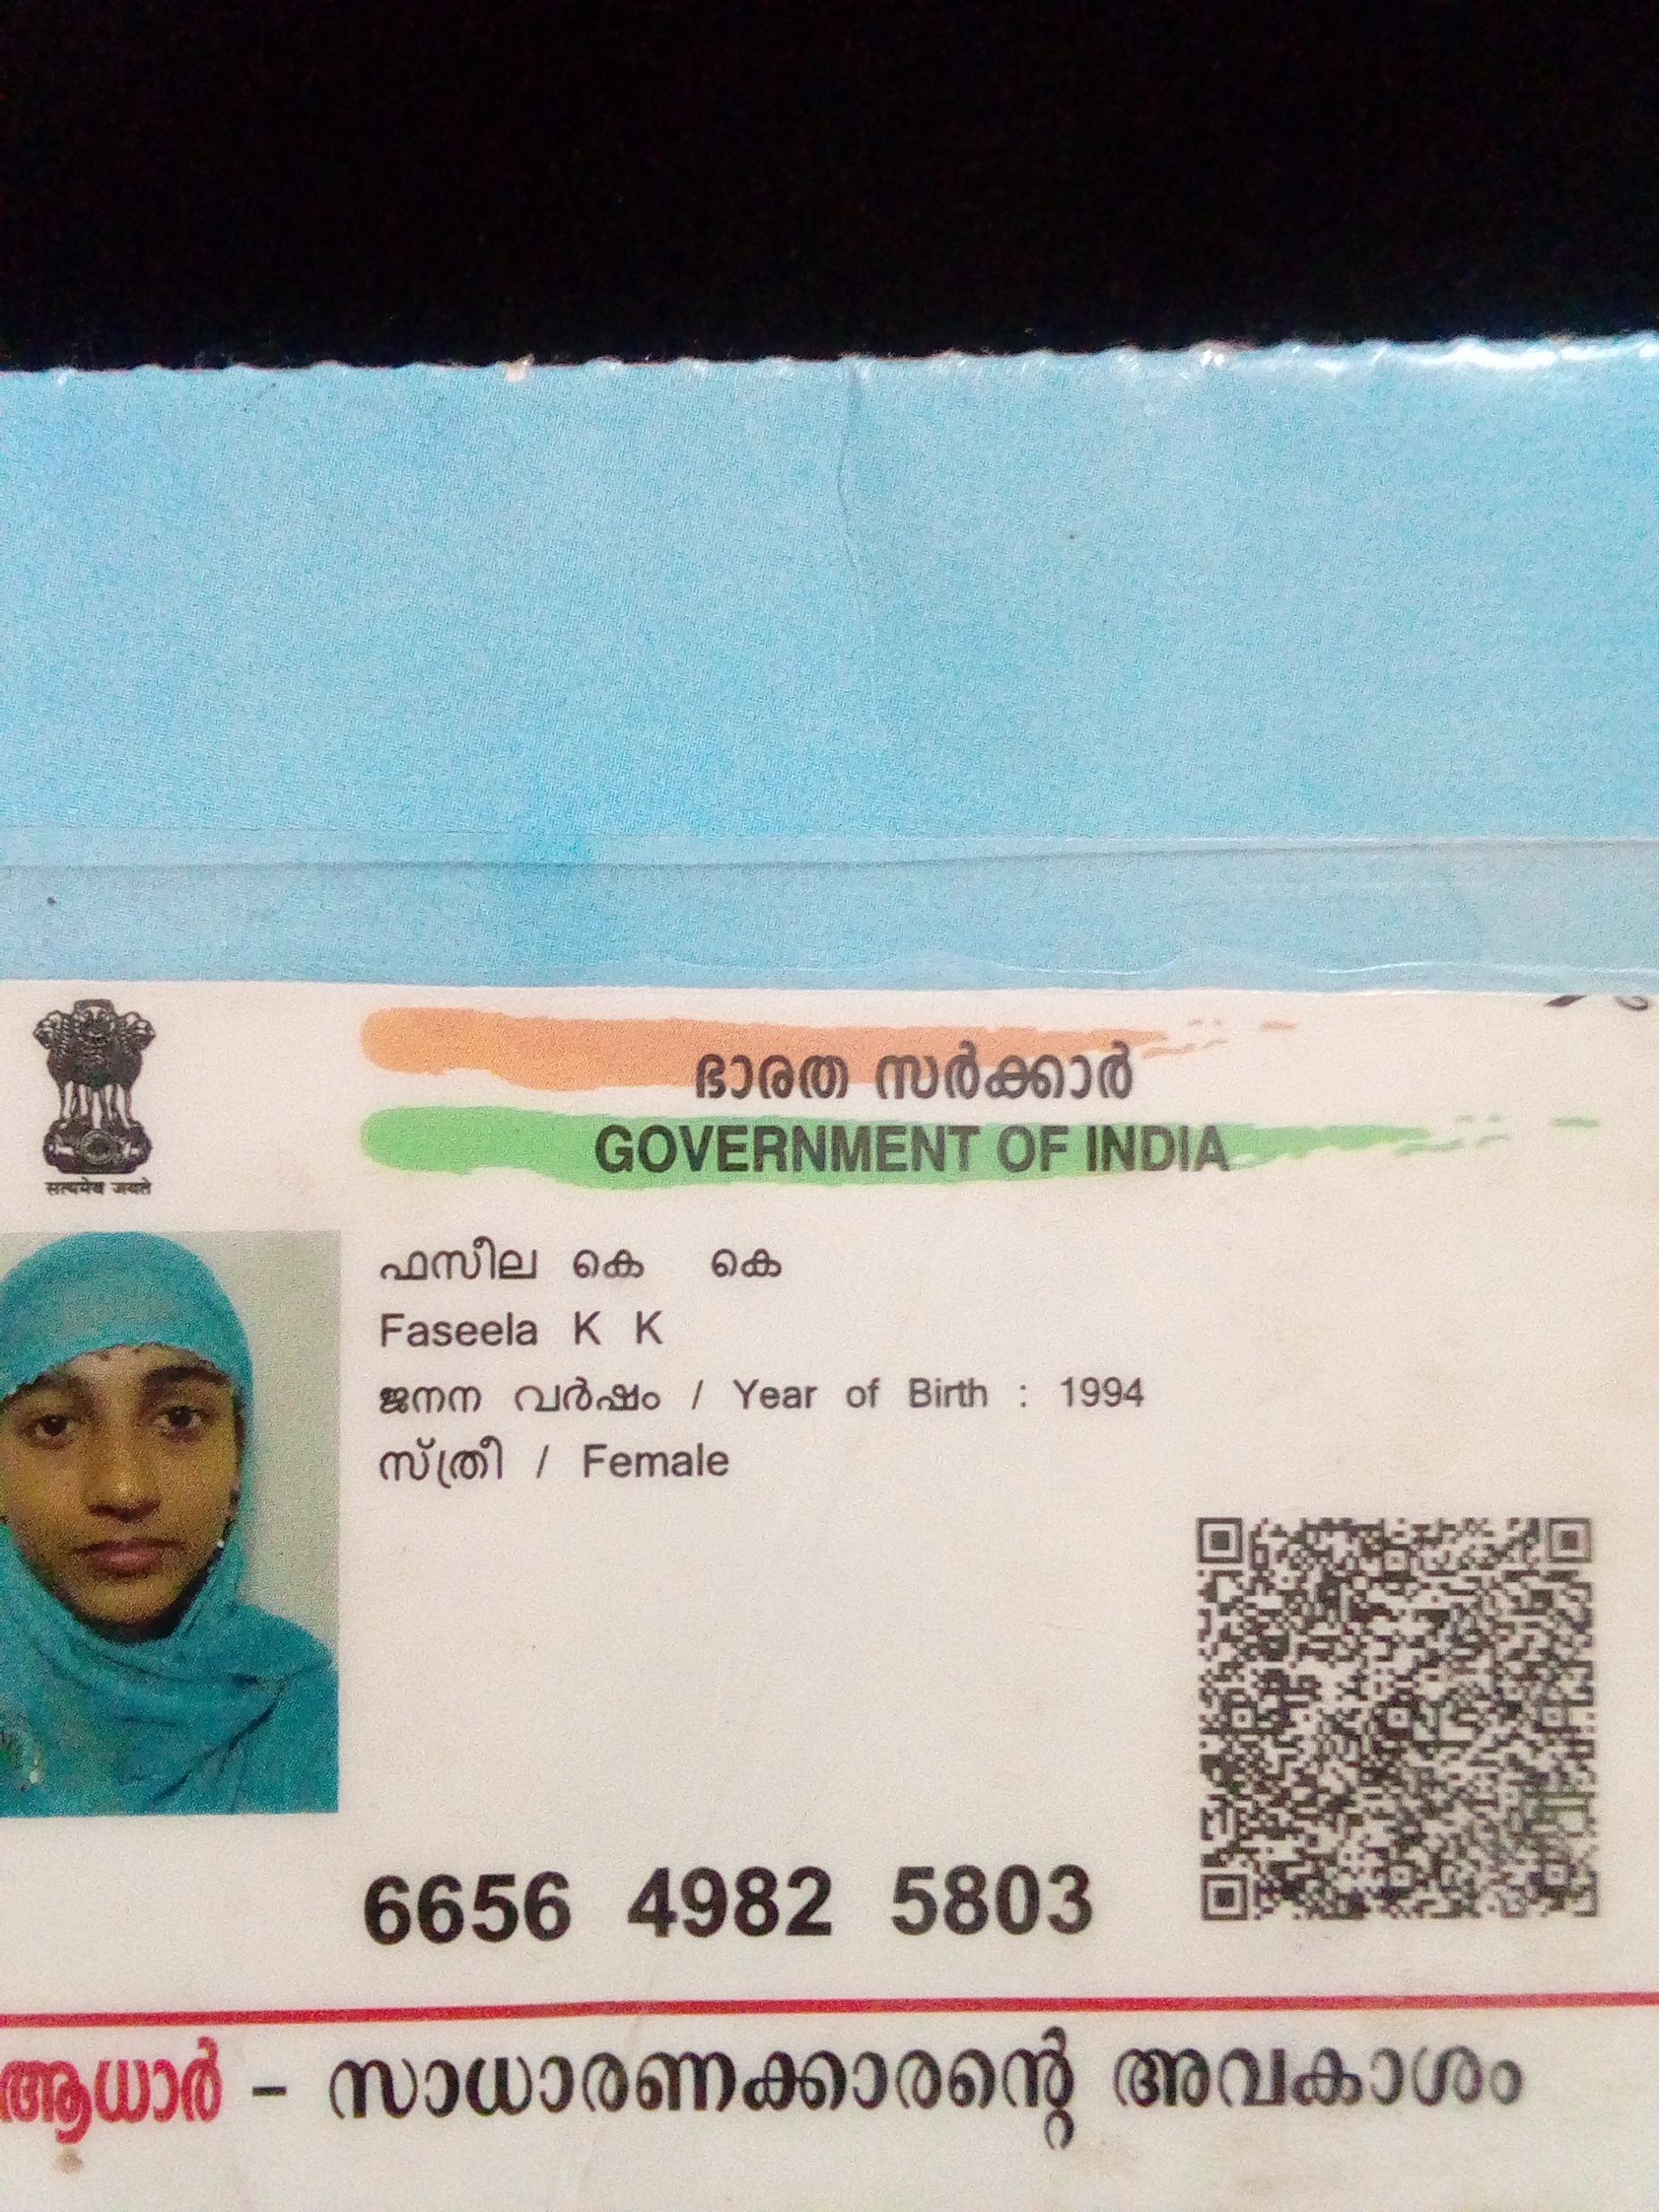 ഭാരത സർക്കാർ
GOVERNMENT OF INDIA
सत्यमेव जयते
ഫസീല കെ കെ
Faseela K K
ജനന വർഷം / Year of Birth : 1994
സ്ത്രീ / Female
6656 4982 5803
ആധാർ - സാധാരണക്കാരന്റെ അവകാശം